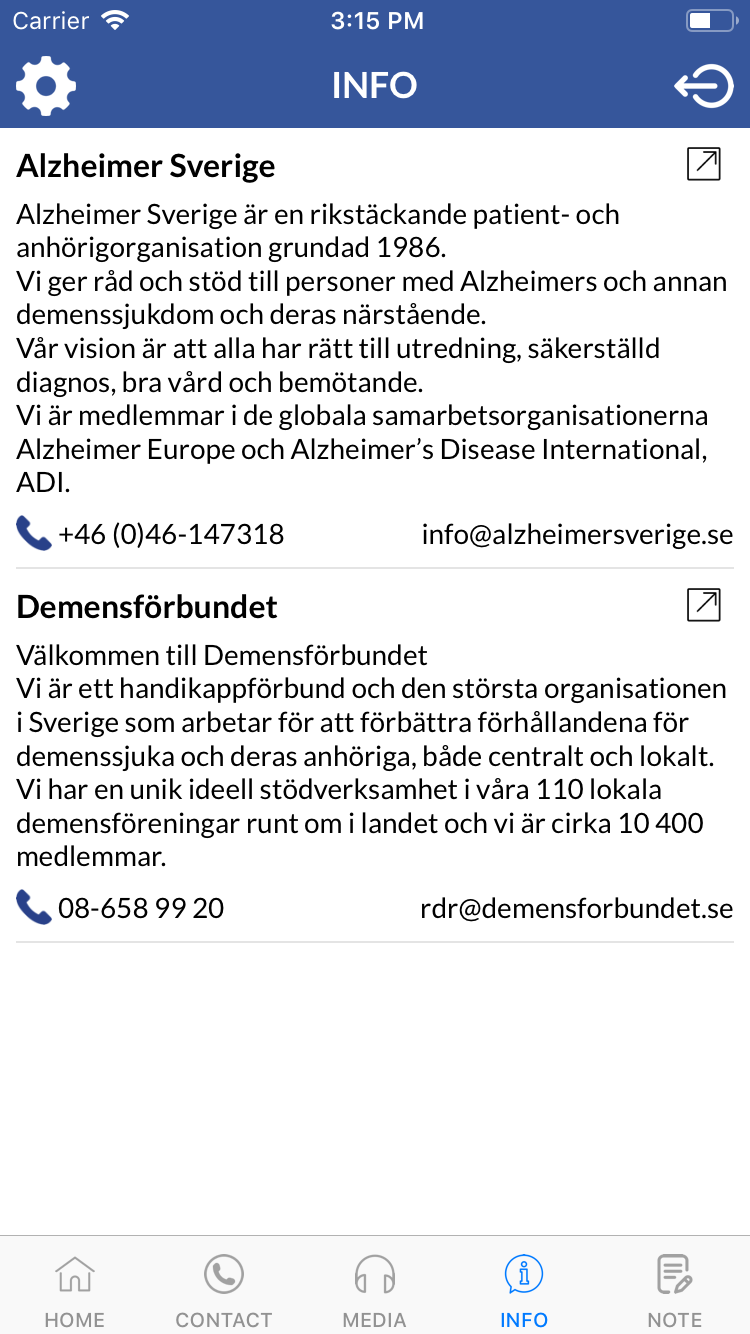 Carrier
3:15 PM
INFO
Alzheimer Sverige
Alzheimer Sverige är en rikstäckande patient- och
anhörigorganisation grundad 1986.
Vi ger råd och stöd till personer med Alzheimers och annan
demenssjukdom och deras närstående.
Vår vision är att alla har rätt till utredning, säkerställd
diagnos, bra vård och bemötande.
Vi är medlemmar i de globala samarbetsorganisationerna
Alzheimer Europe och Alzheimer’s Disease International,
ADI.
+46 (0)46-147318 info@alzheimersverige.se
Demensförbundet
Välkommen till Demensförbundet
Vi är ett handikappförbund och den största organisationen
i Sverige som arbetar för att förbättra förhållandena för
demenssjuka och deras anhöriga, både centralt och lokalt.
Vi har en unik ideell stödverksamhet i våra 110 lokala
demensföreningar runt om i landet och vi är cirka 10 400
medlemmar.
08-658 99 20 rdr@demensforbundet.se
HOME CONTACT MEDIA INFO NOTE